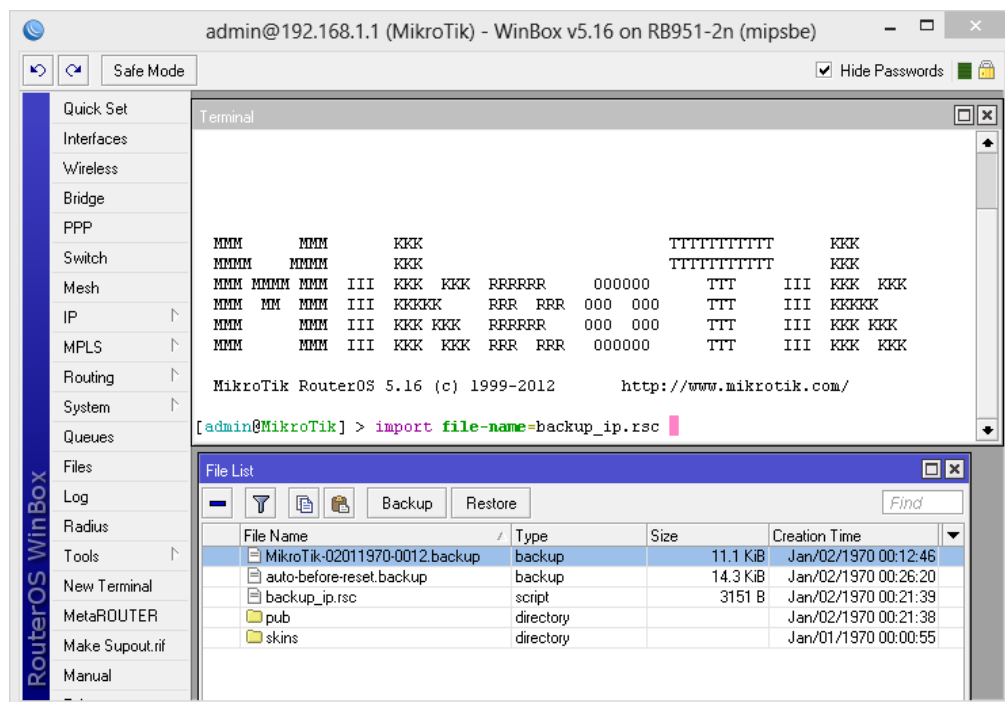 admin@192.168.1.1 (MikroTik) - WinBox v5.16 on RB951-2n (mipsbe)
Safe Mode
Hide Passwords
RouterOS WinBox
Quick Set
Interfaces
Wireless
Bridge
PPP
Switch
Mesh
IP
MPLS
Routing
System
Queues
Files
Log
Radius
Tools
New Terminal
MetaROUTER
Make Supout.rif
Manual
Terminal
MMM MMM KKK TTTTTTTTTTT KKK
MMMM MMMM KKK TTTTTTTTTTT KKK
MMM MMMM MMM III KKK KKK RRRRRR OOOOOO TTT III KKK KKK
MMM MM MMM III KKKKK RRR RRR OOO OOO TTT III KKKKK
MMM MMM III KKK KKK RRRRRR OOO OOO TTT III KKK KKK
MMM MMM III KKK KKK RRR RRR OOOOOO TTT III KKK KKK
MikroTik RouterOS 5.16 (c) 1999-2012 http://www.mikrotik.com/
[admin@MikroTik] > import file-name=backup_ip.rsc
File List
Backup Restore Find
File Name Type Size Creation Time
MikroTik-02011970-0012.backup backup 11.1 KiB Jan/02/1970 00:12:46
auto-before-reset.backup backup 14.3 KiB Jan/02/1970 00:26:20
backup_ip.rsc script 3151 B Jan/02/1970 00:21:39
pub directory Jan/02/1970 00:21:38
skins directory Jan/01/1970 00:00:55